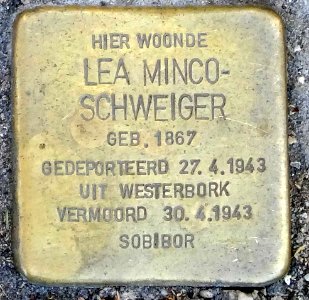 HIER WOONDE
LEA MINCO-
SCHWEIGER
GEB. 1867
GEDEPORTEERD 27.4.1943
UIT WESTERBORK
VERMOORD 30.4.1943
SOBIBOR